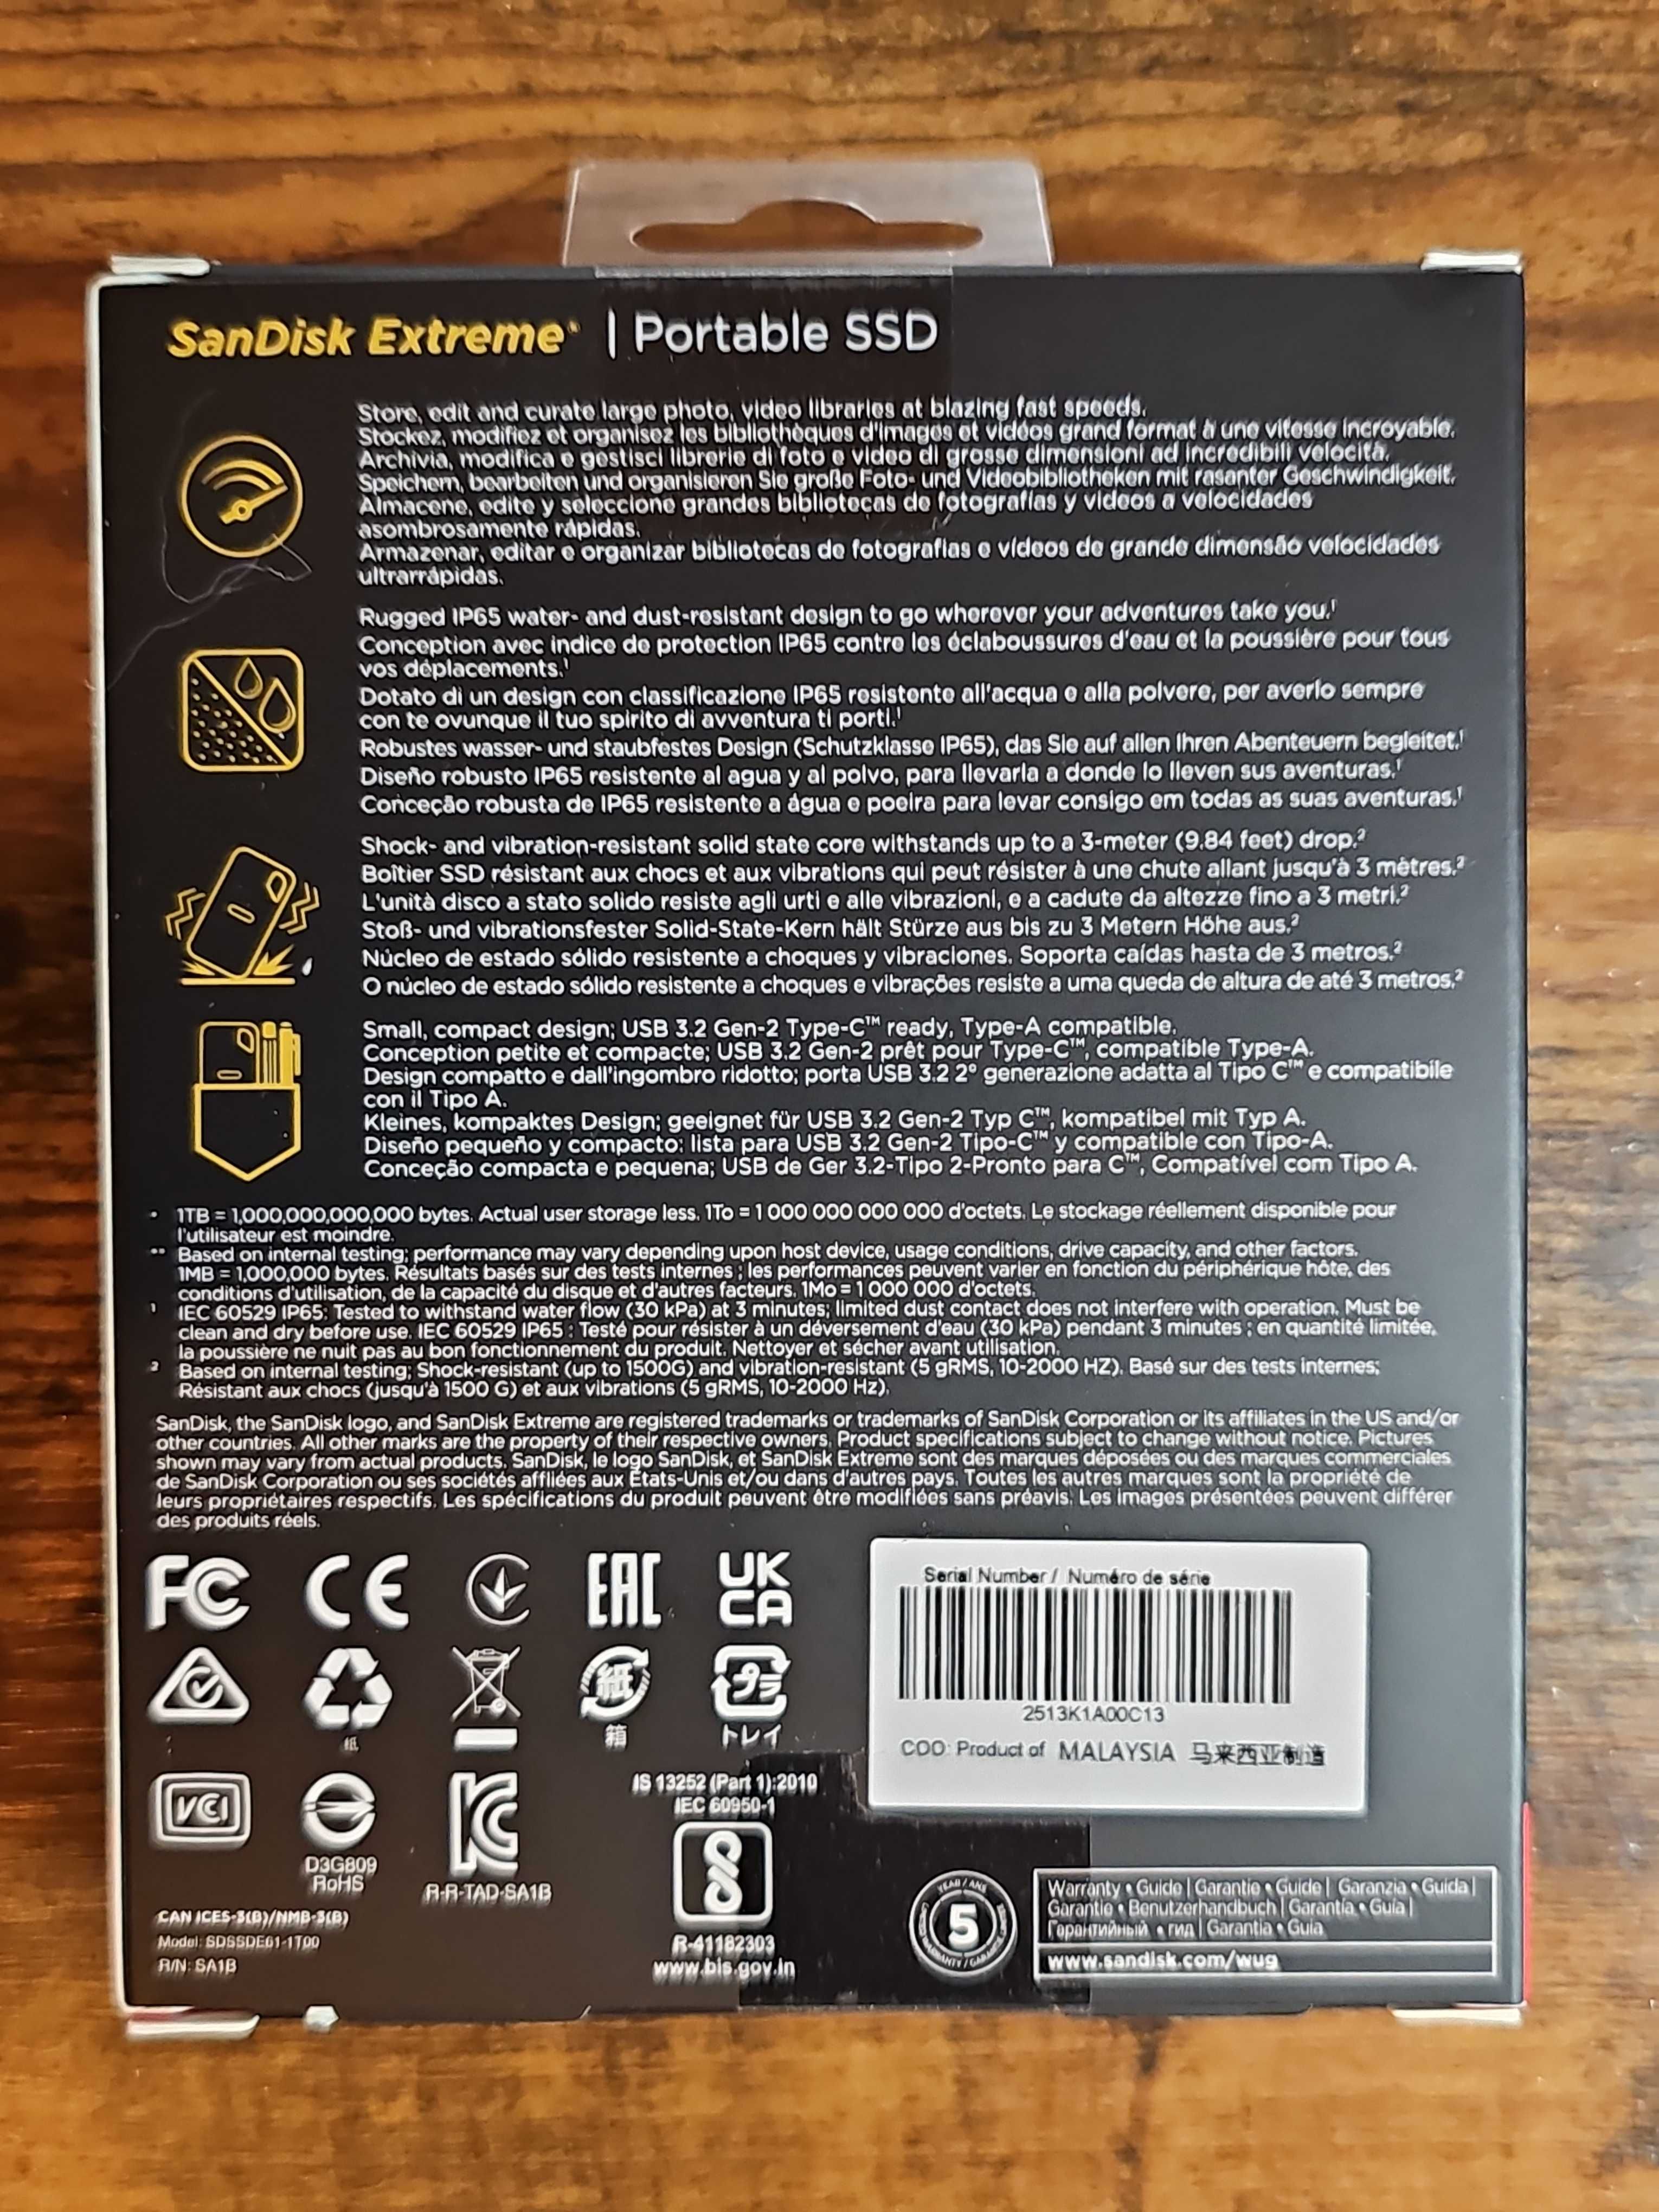 SanDisk Extreme® | Portable SSD
Store, edit and curate large photo, video libraries at blazing fast speeds.
Stockez, modifiez et organisez les bibliothèques d'images et vidéos grand format à une vitesse incroyable.
Archivia, modifica e gestisci librerie di foto e video di grosse dimensioni ad incredibili velocità.
Speichern, bearbeiten und organisieren Sie große Foto- und Videobibliotheken mit rasanter Geschwindigkeit.
Almacene, edite y seleccione grandes bibliotecas de fotografías y videos a velocidades
asombrosamente rápidas.
Armazenar, editar e organizar bibliotecas de fotografias e vídeos de grande dimensão velocidades
ultrarrápidas.
Rugged IP65 water- and dust-resistant design to go wherever your adventures take you.¹
Conception avec indice de protection IP65 contre les éclaboussures d'eau et la poussière pour tous
vos déplacements.¹
Dotato di un design con classificazione IP65 resistente all'acqua e alla polvere, per averlo sempre
con te ovunque il tuo spirito di avventura ti porti.¹
Robustes wasser- und staubfestes Design (Schutzklasse IP65), das Sie auf allen Ihren Abenteuern begleitet.¹
Diseño robusto IP65 resistente al agua y al polvo, para llevarla a donde lo lleven sus aventuras.¹
Conceção robusta de IP65 resistente a água e poeira para levar consigo em todas as suas aventuras.¹
Shock- and vibration-resistant solid state core withstands up to a 3-meter (9.84 feet) drop.²
Boîtier SSD résistant aux chocs et aux vibrations qui peut résister à une chute allant jusqu'à 3 mètres.²
L'unità disco a stato solido resiste agli urti e alle vibrazioni, e a cadute da altezze fino a 3 metri.²
Stoß- und vibrationsfester Solid-State-Kern hält Stürze aus bis zu 3 Metern Höhe aus.²
Núcleo de estado sólido resistente a choques y vibraciones. Soporta caídas hasta de 3 metros.²
O núcleo de estado sólido resistente a choques e vibrações resiste a uma queda de altura de até 3 metros.²
Small, compact design; USB 3.2 Gen-2 Type-C™ ready, Type-A compatible.
Conception petite et compacte; USB 3.2 Gen-2 prêt pour Type-C™, compatible Type-A.
Design compatto e dall'ingombro ridotto; porta USB 3.2 2° generazione adatta al Tipo C™ e compatibile
con il Tipo A.
Kleines, kompaktes Design; geeignet für USB 3.2 Gen-2 Typ C™, kompatibel mit Typ A.
Diseño pequeño y compacto: lista para USB 3.2 Gen-2 Tipo-C™ y compatible con Tipo-A.
Conceção compacta e pequena; USB de Ger 3.2-Tipo 2-Pronto para C™, Compatível com Tipo A.
* 1TB = 1,000,000,000,000 bytes. Actual user storage less. 1To = 1 000 000 000 000 d'octets. Le stockage réellement disponible pour
l'utilisateur est moindre.
** Based on internal testing; performance may vary depending upon host device, usage conditions, drive capacity, and other factors.
1MB = 1,000,000 bytes. Résultats basés sur des tests internes ; les performances peuvent varier en fonction du périphérique hôte, des
conditions d'utilisation, de la capacité du disque et d'autres facteurs. 1Mo = 1 000 000 d'octets.
¹ IEC 60529 IP65: Tested to withstand water flow (30 kPa) at 3 minutes; limited dust contact does not interfere with operation. Must be
clean and dry before use. IEC 60529 IP65 : Testé pour résister à un déversement d'eau (30 kPa) pendant 3 minutes ; en quantité limitée,
la poussière ne nuit pas au bon fonctionnement du produit. Nettoyer et sécher avant utilisation.
² Based on internal testing; Shock-resistant (up to 1500G) and vibration-resistant (5 gRMS, 10-2000 HZ). Basé sur des tests internes;
Résistant aux chocs (jusqu'à 1500 G) et aux vibrations (5 gRMS, 10-2000 Hz).
SanDisk, the SanDisk logo, and SanDisk Extreme are registered trademarks or trademarks of SanDisk Corporation or its affiliates in the US and/or
other countries. All other marks are the property of their respective owners. Product specifications subject to change without notice. Pictures
shown may vary from actual products. SanDisk, le logo SanDisk, et SanDisk Extreme sont des marques déposées ou des marques commerciales
de SanDisk Corporation ou ses sociétés affliées aux États-Unis et/ou dans d'autres pays. Toutes les autres marques sont la propriété de
leurs propriétaires respectifs. Les spécifications du produit peuvent être modifiées sans préavis. Les images présentées peuvent différer
des produits réels.
FC CE EAC UK
CA
紙 プラ
紙 箱 トレイ
Serial Number / Numéro de série
2513K1A00C13
COO: Product of MALAYSIA 马来西亚制造
VCI
D3G809
RoHS
R-R-TAD-SA1B
IS 13252 (Part 1):2010
IEC 60950-1
R-41182303
www.bis.gov.in
CAN ICES-3(B)/NMB-3(B)
Model: SDSSDE61-1T00
R/N: SA1B
YEAR / ANS
5
Warranty • Guide | Garantie • Guide | Garanzia • Guida |
Garantie • Benutzerhandbuch | Garantía • Guía |
Гарантийный • гид | Garantia • Guia
www.sandisk.com/wug